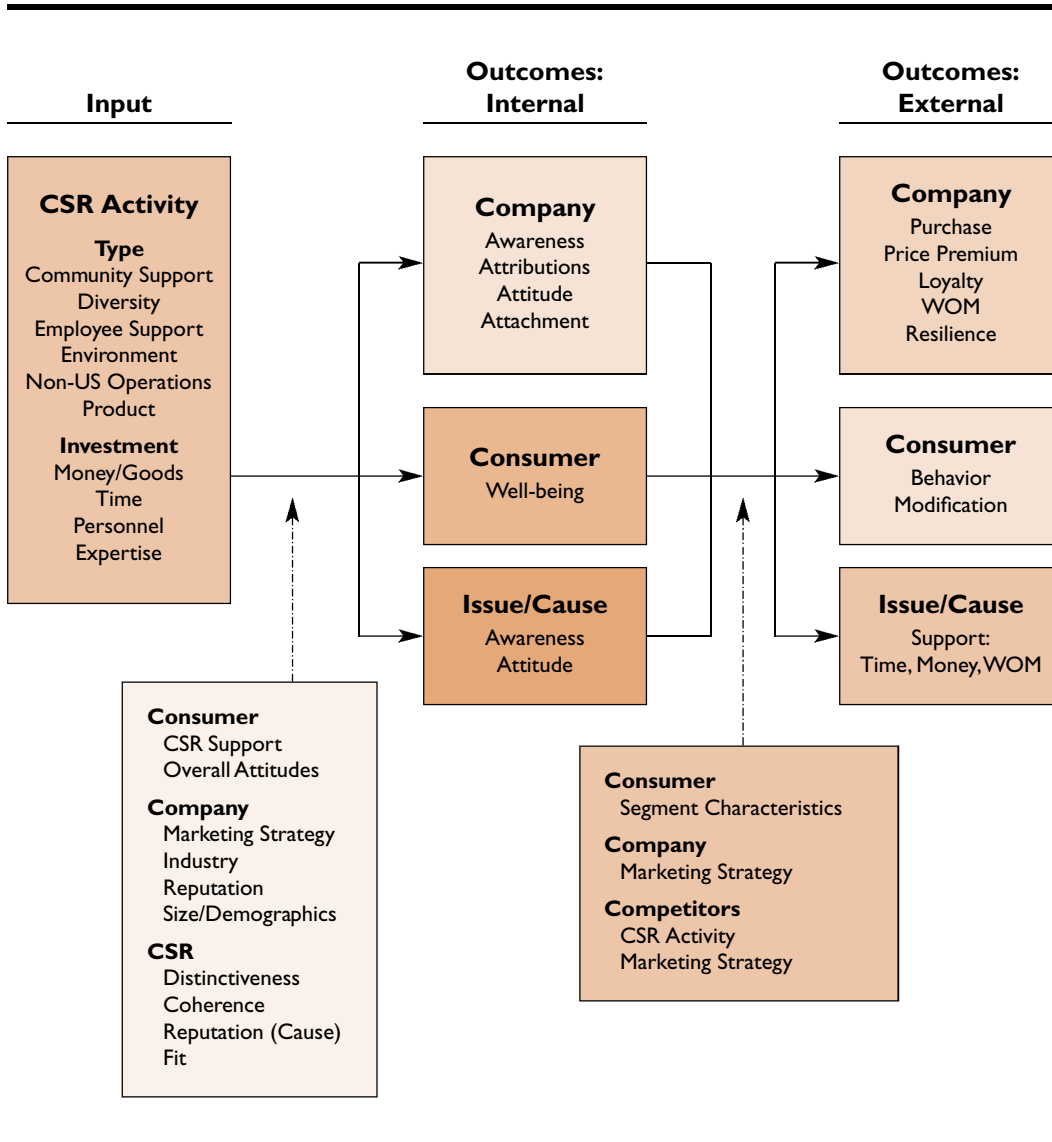 Input
Outcomes:
Internal
Outcomes:
External
CSR Activity
Type
Community Support
Diversity
Employee Support
Environment
Non-US Operations
Product
Investment
Money/Goods
Time
Personnel
Expertise
Company
Awareness
Attributions
Attitude
Attachment
Consumer
Well-being
Issue/Cause
Awareness
Attitude
Company
Purchase
Price Premium
Loyalty
WOM
Resilience
Consumer
Behavior
Modification
Issue/Cause
Support:
Time, Money, WOM
Consumer
CSR Support
Overall Attitudes
Company
Marketing Strategy
Industry
Reputation
Size/Demographics
CSR
Distinctiveness
Coherence
Reputation (Cause)
Fit
Consumer
Segment Characteristics
Company
Marketing Strategy
Competitors
CSR Activity
Marketing Strategy